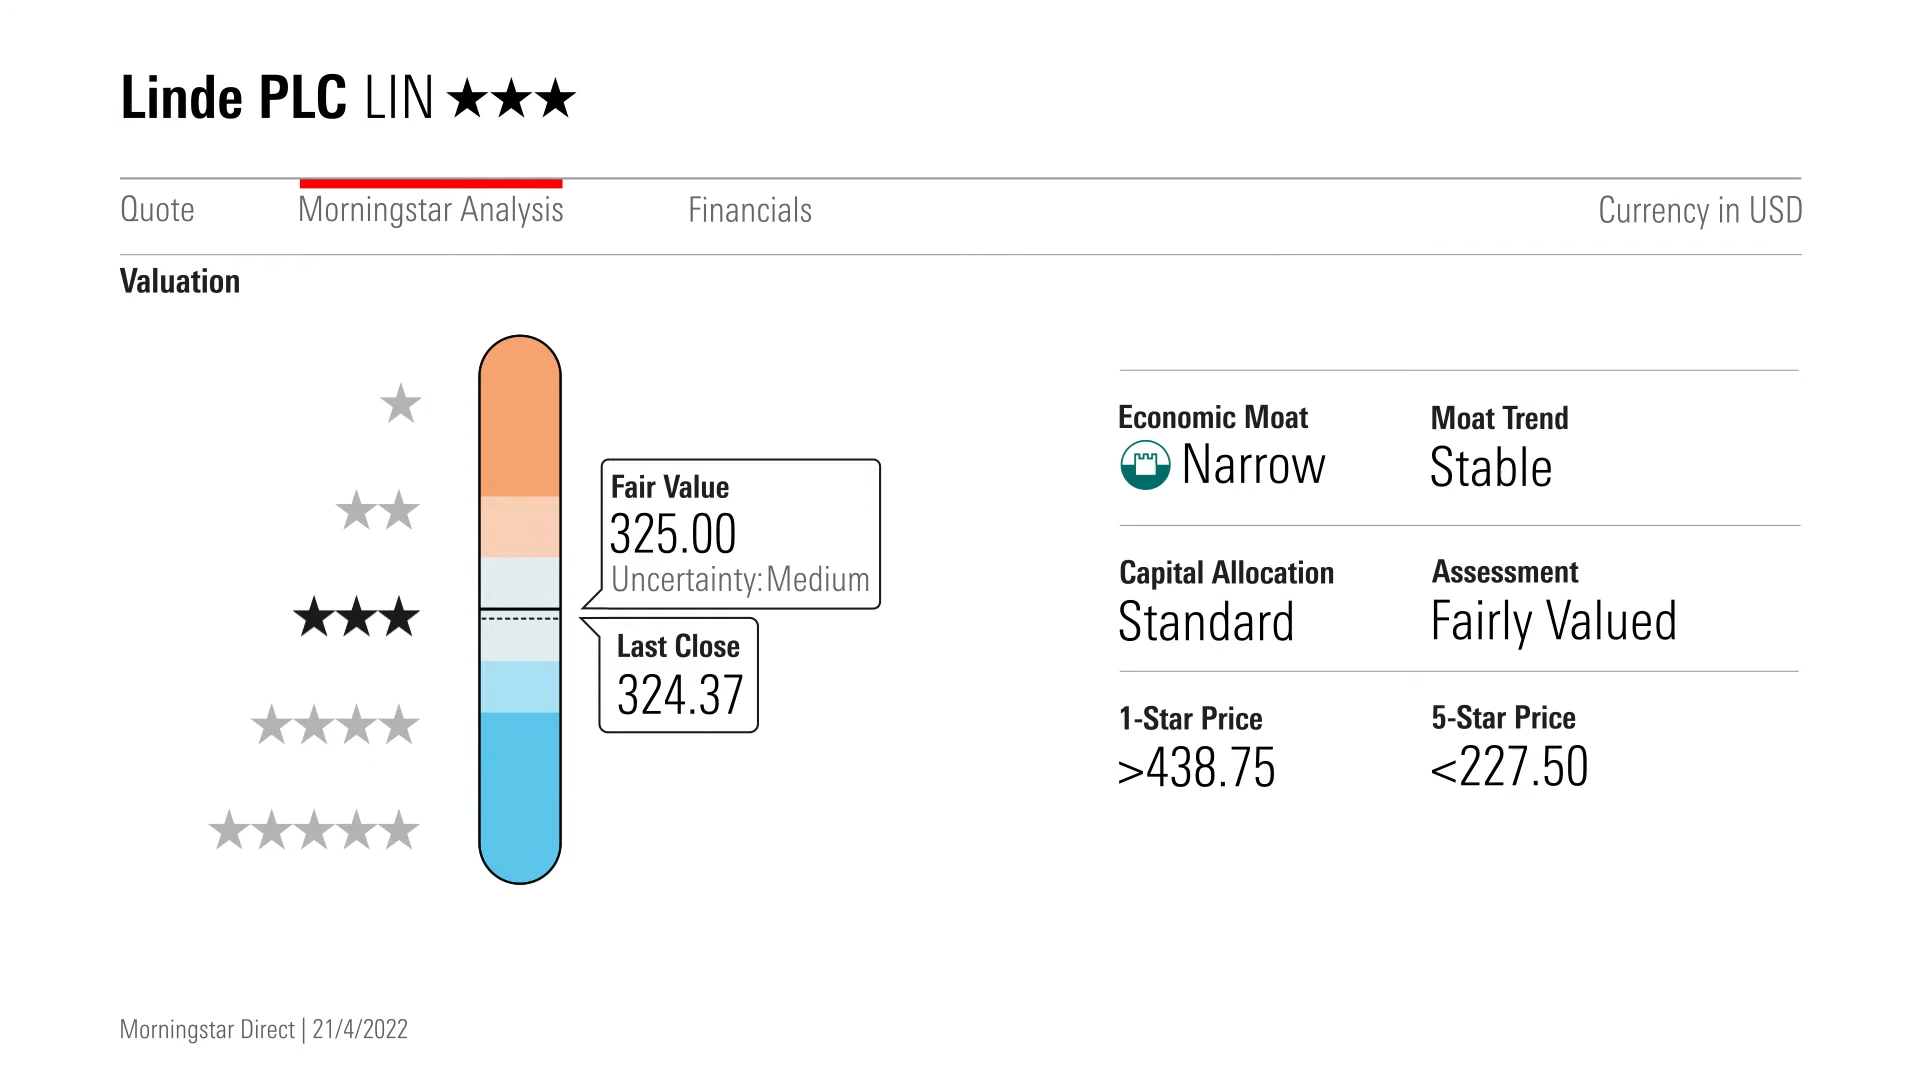 Linde PLC LIN ★★★
Quote Morningstar Analysis Financials Currency in USD
Valuation
Fair Value
325.00
Uncertainty: Medium
Last Close
324.37
Economic Moat Moat Trend
Narrow Stable
Capital Allocation Assessment
Standard Fairly Valued
1-Star Price 5-Star Price
>438.75 <227.50
Morningstar Direct | 21/4/2022